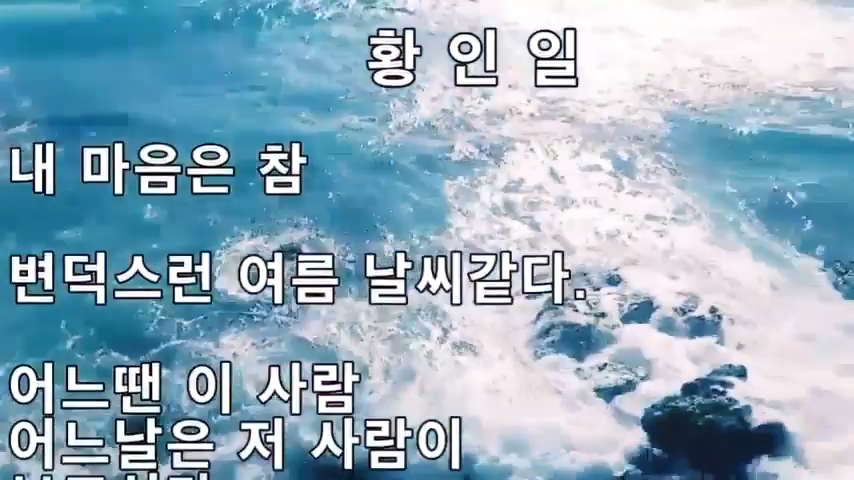 황 인 일
내 마음은 참
변덕스런 여름 날씨같다.
어느땐 이 사람
어느날은 저 사람이